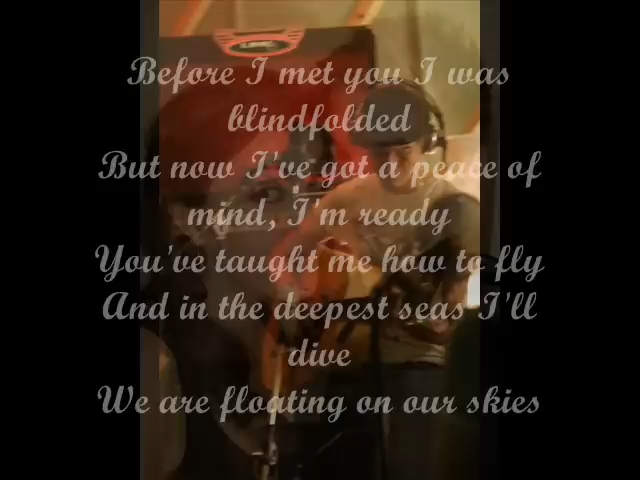 Before I met you I was
blindfolded
But now I've got a peace of
mind, I'm ready
You've taught me how to fly
And in the deepest seas I'll
dive
We are floating on our skies